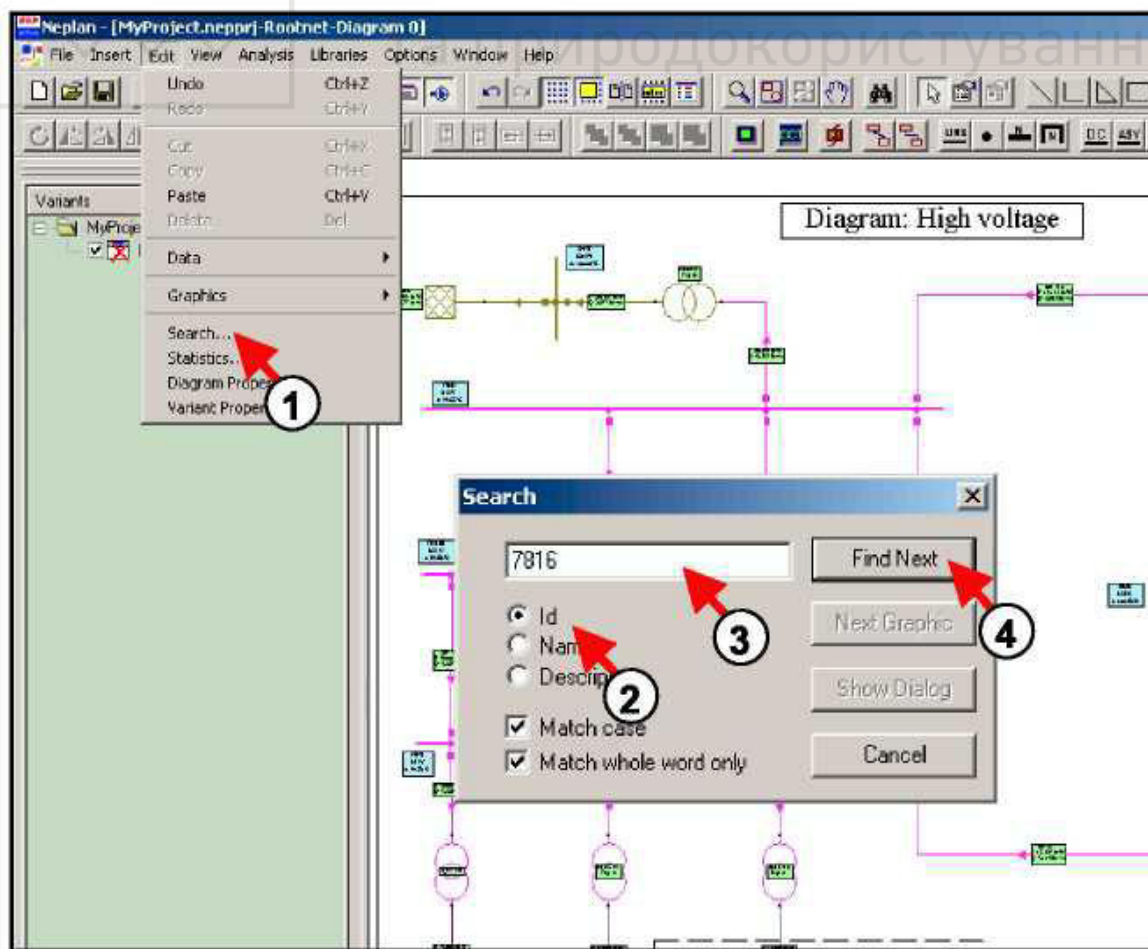 Neplan - [MyProject.nepprj-Rootnet-Diagram 0]
природокористуванн
File Insert Edit View Analysis Libraries Options Window Help
Undo Ctrl+Z
Redo Ctrl+Y
Cut Ctrl+X
Copy Ctrl+C
Paste Ctrl+V
Delete Del
Data
Graphics
Search...
Statistics..
Diagram Proper
Variant Proper
1
Variants
MyProje
Diagram: High voltage
Search
7816
Find Next
Id
Nam
Descrip
Match case
Match whole word only
Next Graphic
Show Dialog
Cancel
2
3
4